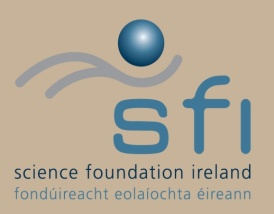 sfi
science foundation ireland
fondúireacht eolaíochta éireann